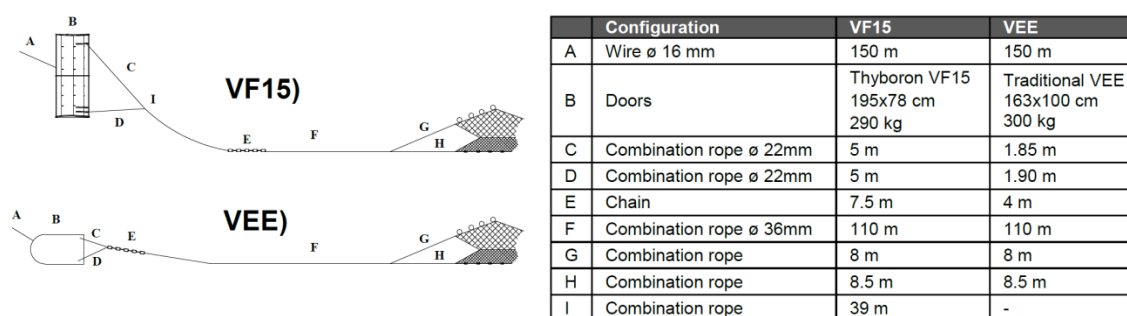 B
A
C
I
D
VF15)
E
F
G
H
A
B
C
E
D
VEE)
F
G
H
Configuration VF15 VEE
A Wire ø 16 mm 150 m 150 m
B Doors Thyboron VF15 195x78 cm 290 kg Traditional VEE 163x100 cm 300 kg
C Combination rope ø 22mm 5 m 1.85 m
D Combination rope ø 22mm 5 m 1.90 m
E Chain 7.5 m 4 m
F Combination rope ø 36mm 110 m 110 m
G Combination rope 8 m 8 m
H Combination rope 8.5 m 8.5 m
I Combination rope 39 m -